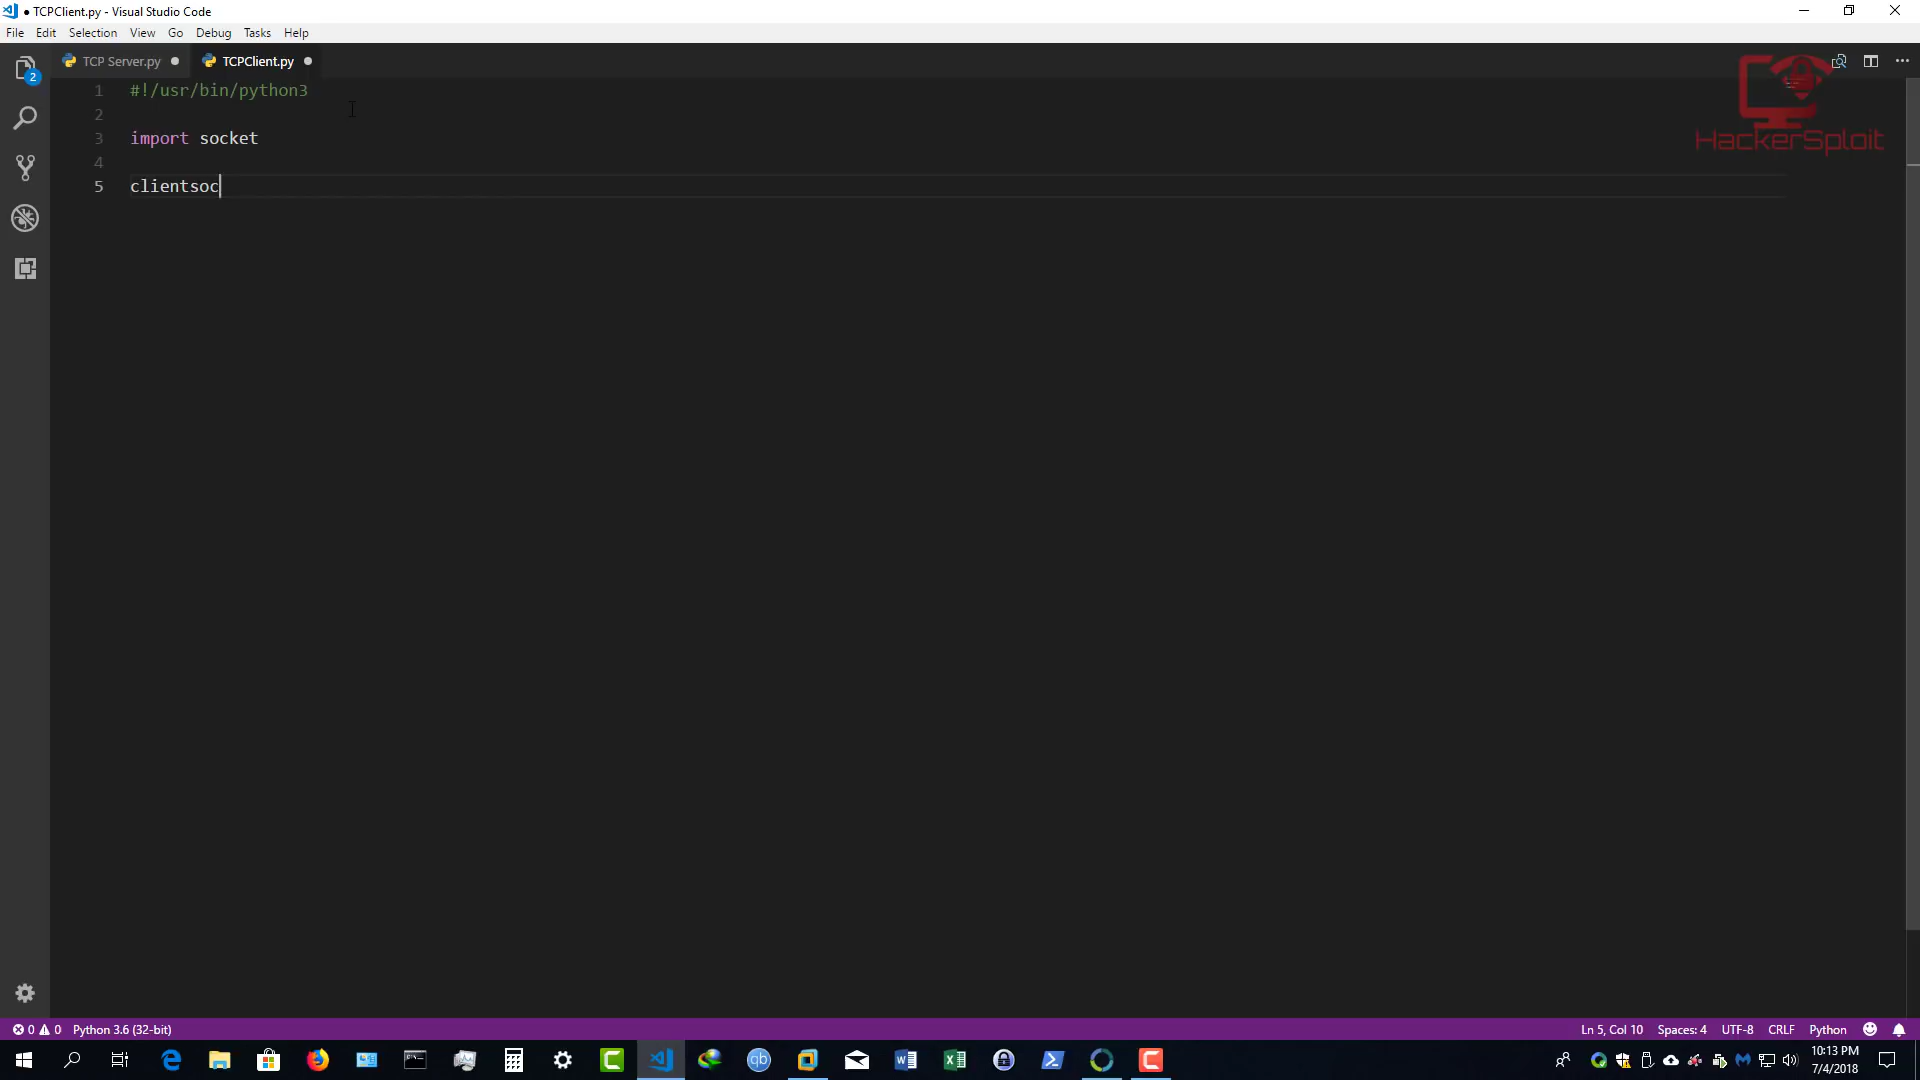 TCPClient.py - Visual Studio Code
File Edit Selection View Go Debug Tasks Help
TCP Server.py TCPClient.py
2
HackerSploit
1 #!/usr/bin/python3
2
3 import socket
4
5 clientsoc
0 0 Python 3.6 (32-bit) Ln 5, Col 10 Spaces: 4 UTF-8 CRLF Python
qb
10:13 PM
7/4/2018